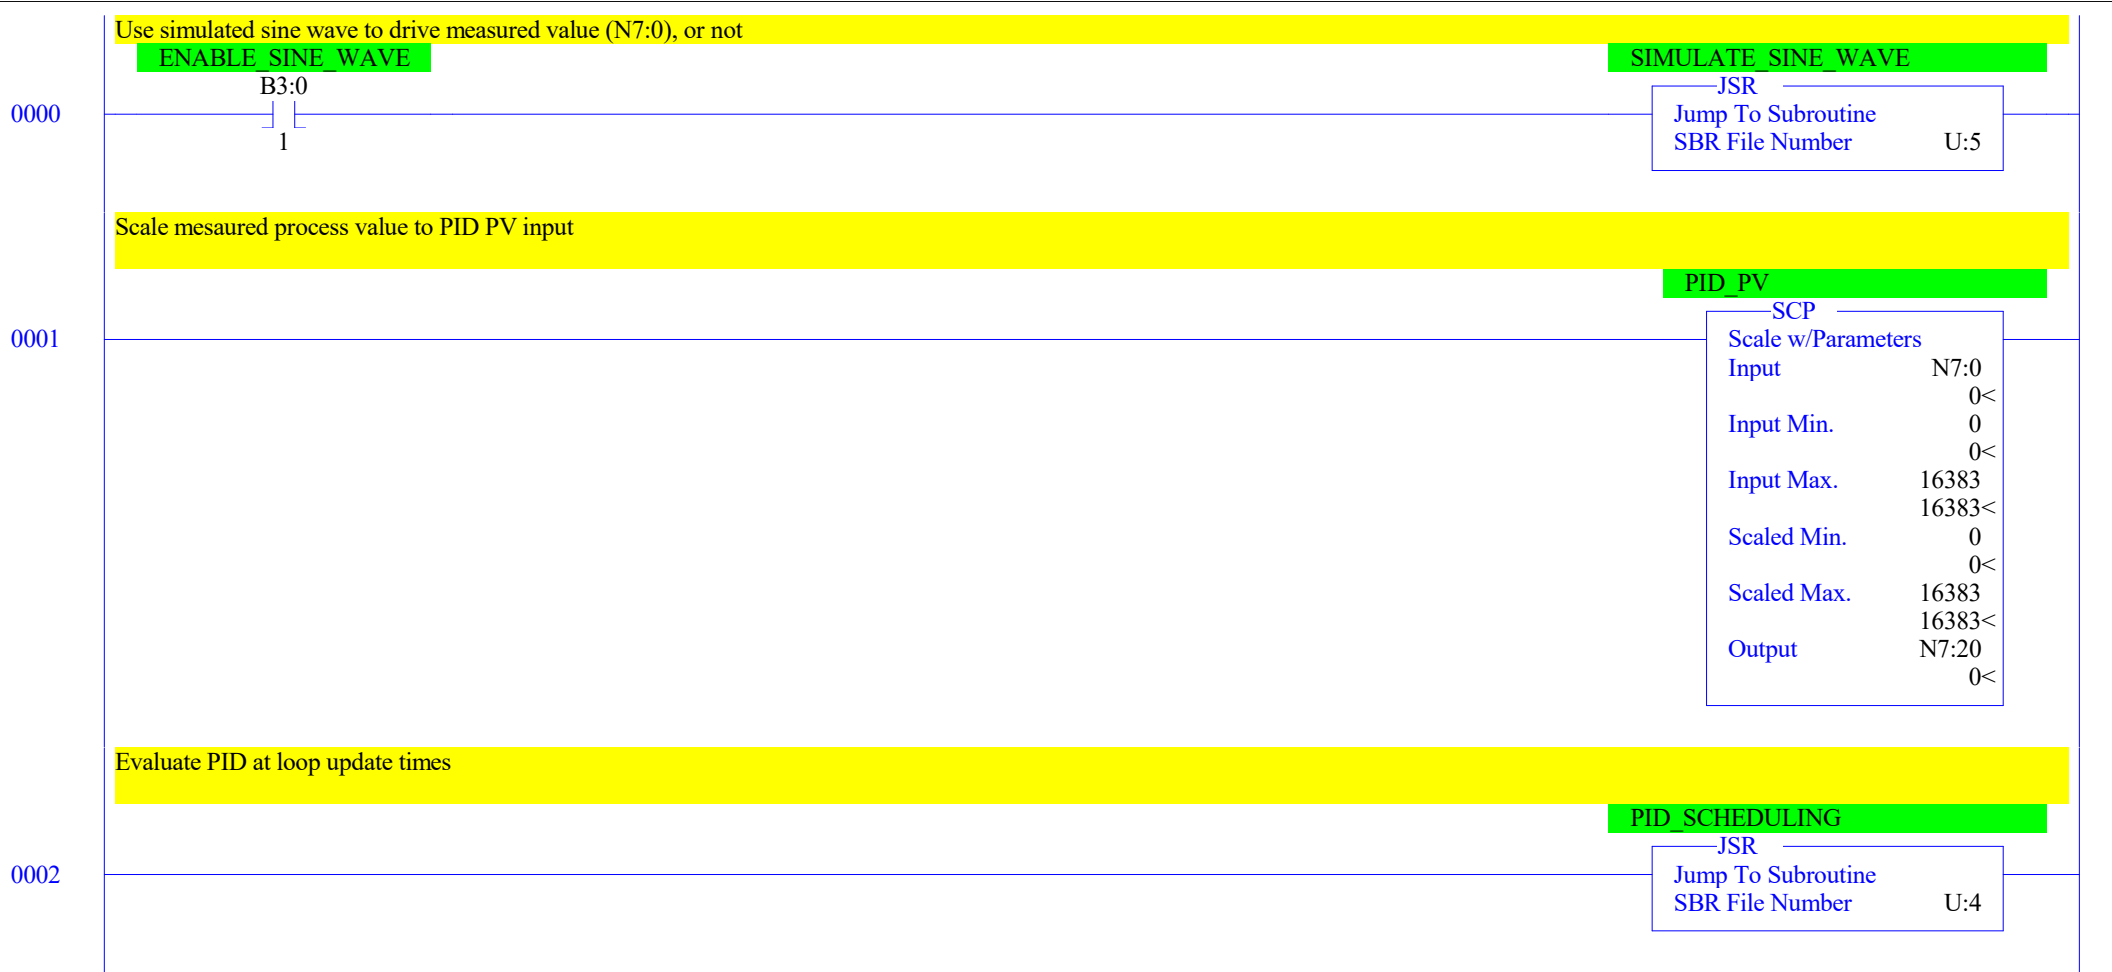 Use simulated sine wave to drive measured value (N7:0), or not
ENABLE_SINE_WAVE
SIMULATE_SINE_WAVE
B3:0
JSR
0000
Jump To Subroutine
1
SBR File Number U:5
Scale mesaured process value to PID PV input
PID_PV
SCP
0001
Scale w/Parameters
Input N7:0
0<
Input Min. 0
0<
Input Max. 16383
16383<
Scaled Min. 0
0<
Scaled Max. 16383
16383<
Output N7:20
0<
Evaluate PID at loop update times
PID_SCHEDULING
JSR
0002
Jump To Subroutine
SBR File Number U:4